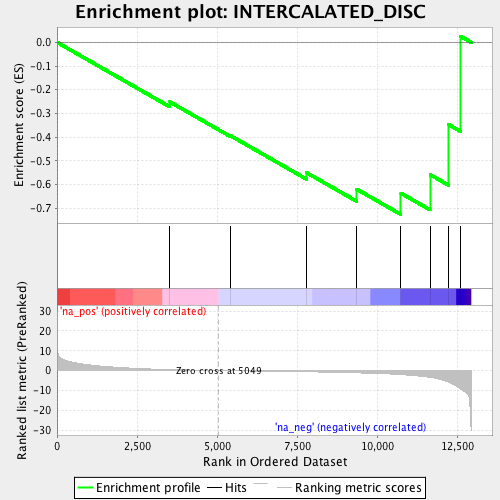 Enrichment plot: INTERCALATED_DISC
Enrichment score (ES)
0.0
-0.1
-0.2
-0.3
-0.4
-0.5
-0.6
-0.7
'na_pos' (positively correlated)
Ranked list metric (PreRanked)
30
20
10
0
-10
-20
-30
Zero cross at 5049
'na_neg' (negatively correlated)
0 2,500 5,000 7,500 10,000 12,500
Rank in Ordered Dataset
Enrichment profile Hits Ranking metric scores